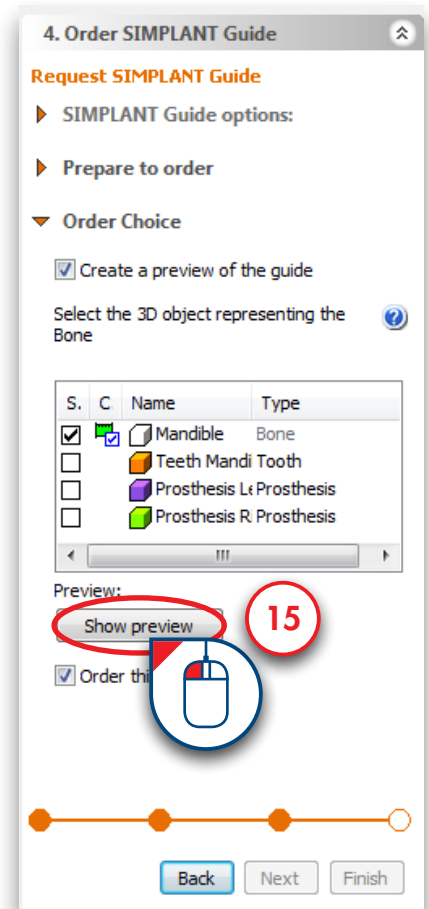 4. Order SIMPLANT Guide
Request SIMPLANT Guide
SIMPLANT Guide options:
Prepare to order
Order Choice
Create a preview of the guide
Select the 3D object representing the
Bone
S. C. Name Type
Mandible Bone
Teeth Mandi Tooth
Prosthesis Le Prosthesis
Prosthesis R Prosthesis
Preview:
Show preview
15
Order thi
Back Next Finish